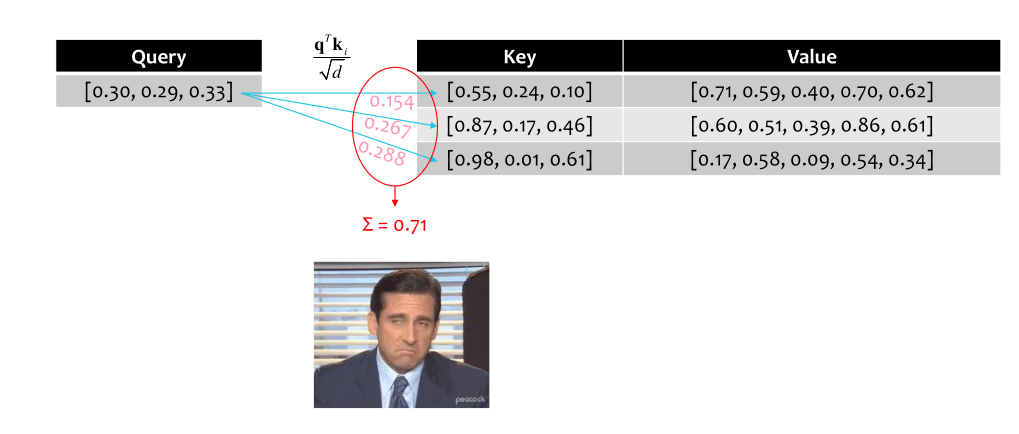 Query
qᵀkᵢ
√d
Key
Value
[0.30, 0.29, 0.33]
0.154
[0.55, 0.24, 0.10]
[0.71, 0.59, 0.40, 0.70, 0.62]
0.267
[0.87, 0.17, 0.46]
[0.60, 0.51, 0.39, 0.86, 0.61]
0.288
[0.98, 0.01, 0.61]
[0.17, 0.58, 0.09, 0.54, 0.34]
Σ = 0.71
peacock